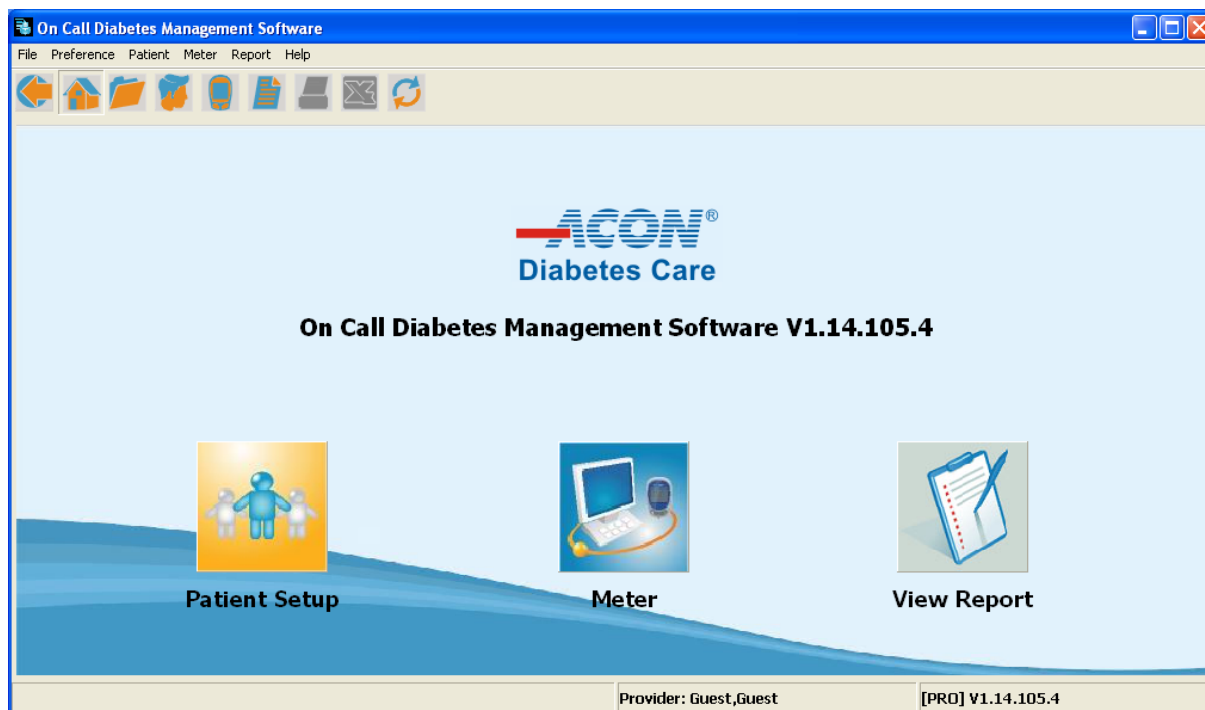 On Call Diabetes Management Software
File Preference Patient Meter Report Help
ACON®
Diabetes Care
On Call Diabetes Management Software V1.14.105.4
Patient Setup Meter View Report
Provider: Guest,Guest [PRO] V1.14.105.4